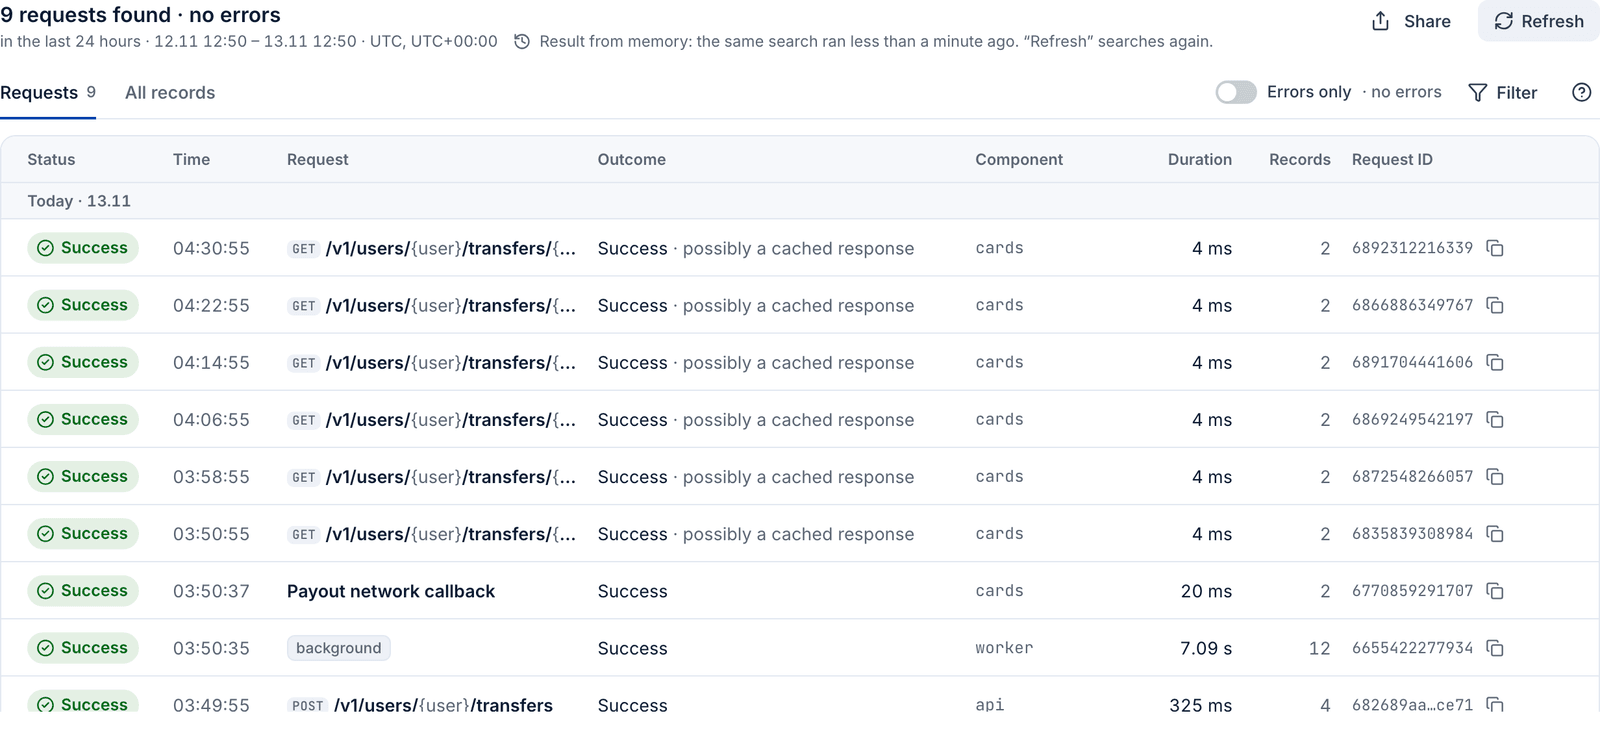 9 requests found · no errors
Share
Refresh
in the last 24 hours · 12.11 12:50 – 13.11 12:50 · UTC, UTC+00:00 Result from memory: the same search ran less than a minute ago. “Refresh” searches again.
Requests 9 All records Errors only · no errors Filter
Status Time Request Outcome Component Duration Records Request ID
Today · 13.11
Success 04:30:55 GET /v1/users/{user}/transfers/{... Success · possibly a cached response cards 4 ms 2 6892312216339
Success 04:22:55 GET /v1/users/{user}/transfers/{... Success · possibly a cached response cards 4 ms 2 6866886349767
Success 04:14:55 GET /v1/users/{user}/transfers/{... Success · possibly a cached response cards 4 ms 2 6891704441606
Success 04:06:55 GET /v1/users/{user}/transfers/{... Success · possibly a cached response cards 4 ms 2 6869249542197
Success 03:58:55 GET /v1/users/{user}/transfers/{... Success · possibly a cached response cards 4 ms 2 6872548266057
Success 03:50:55 GET /v1/users/{user}/transfers/{... Success · possibly a cached response cards 4 ms 2 6835839308984
Success 03:50:37 Payout network callback Success cards 20 ms 2 6770859291707
Success 03:50:35 background Success worker 7.09 s 12 6655422277934
Success 03:49:55 POST /v1/users/{user}/transfers Success api 325 ms 4 682689aa…ce71